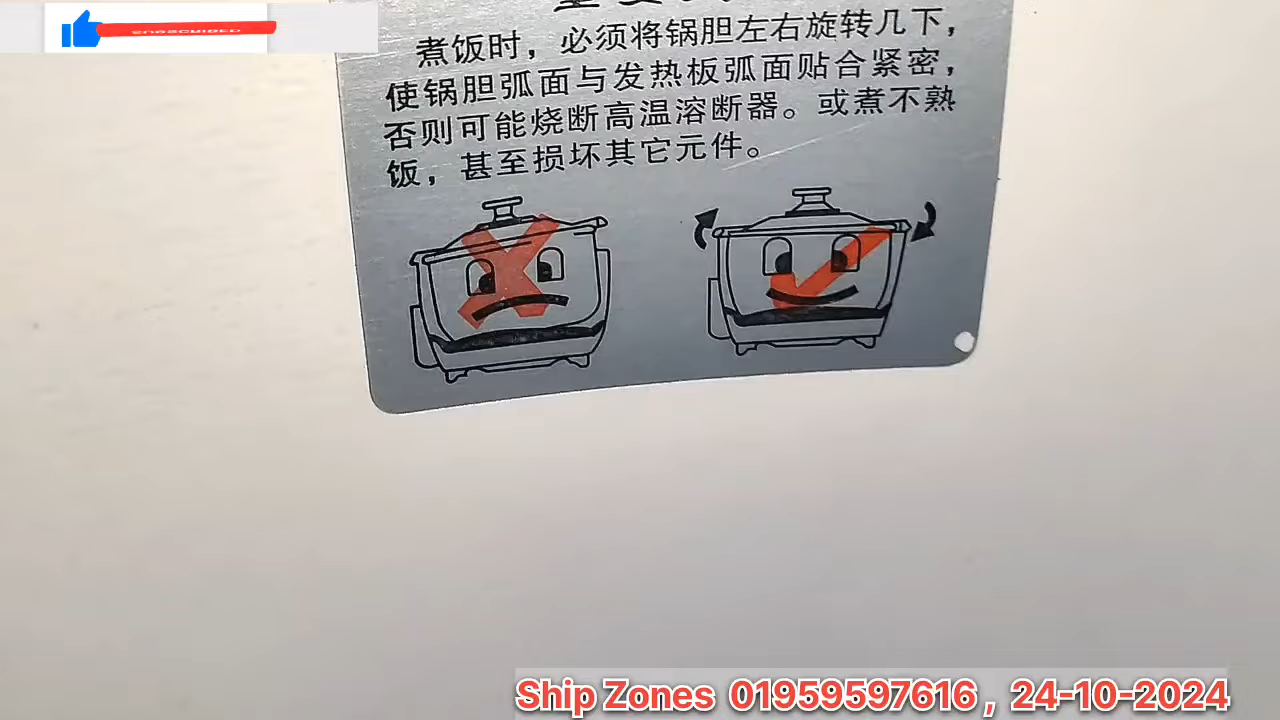 煮饭时，必须将锅胆左右旋转几下，
使锅胆弧面与发热板弧面贴合紧密，
否则可能烧断高温溶断器。或煮不熟
饭，甚至损坏其它元件。
Ship Zones 01959597616 , 24-10-2024